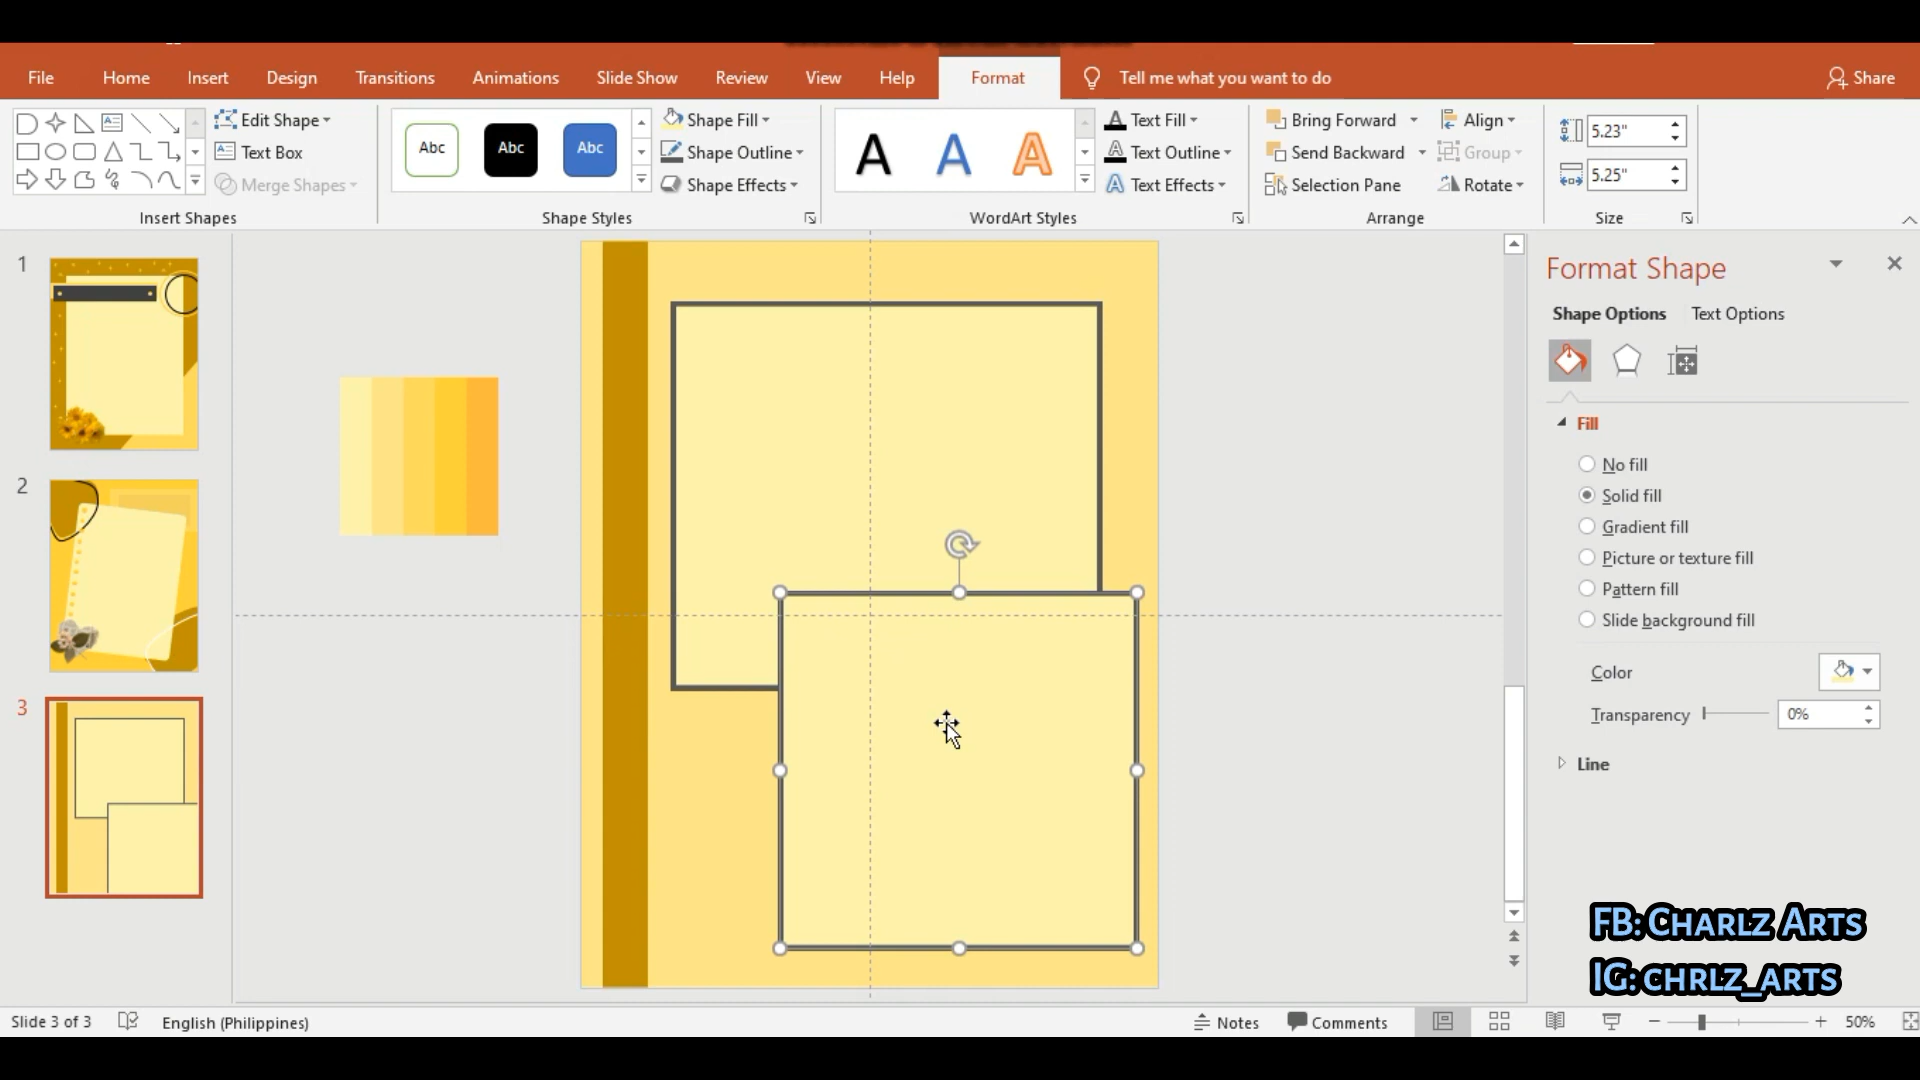 File Home Insert Design Transitions Animations Slide Show Review View Help Format Tell me what you want to do Share
Edit Shape
Text Box
Merge Shapes
Insert Shapes
Abc Abc Abc
Shape Fill
Shape Outline
Shape Effects
Shape Styles
A A A
Text Fill
Text Outline
Text Effects
WordArt Styles
Bring Forward
Send Backward
Selection Pane
Align
Group
Rotate
Arrange
5.23"
5.25"
Size
1
2
3
Format Shape
Shape Options Text Options
Fill
No fill
Solid fill
Gradient fill
Picture or texture fill
Pattern fill
Slide background fill
Color
Transparency 0%
Line
FB: Charlz Arts
IG: chrlz_arts
Slide 3 of 3 English (Philippines) Notes Comments 50%